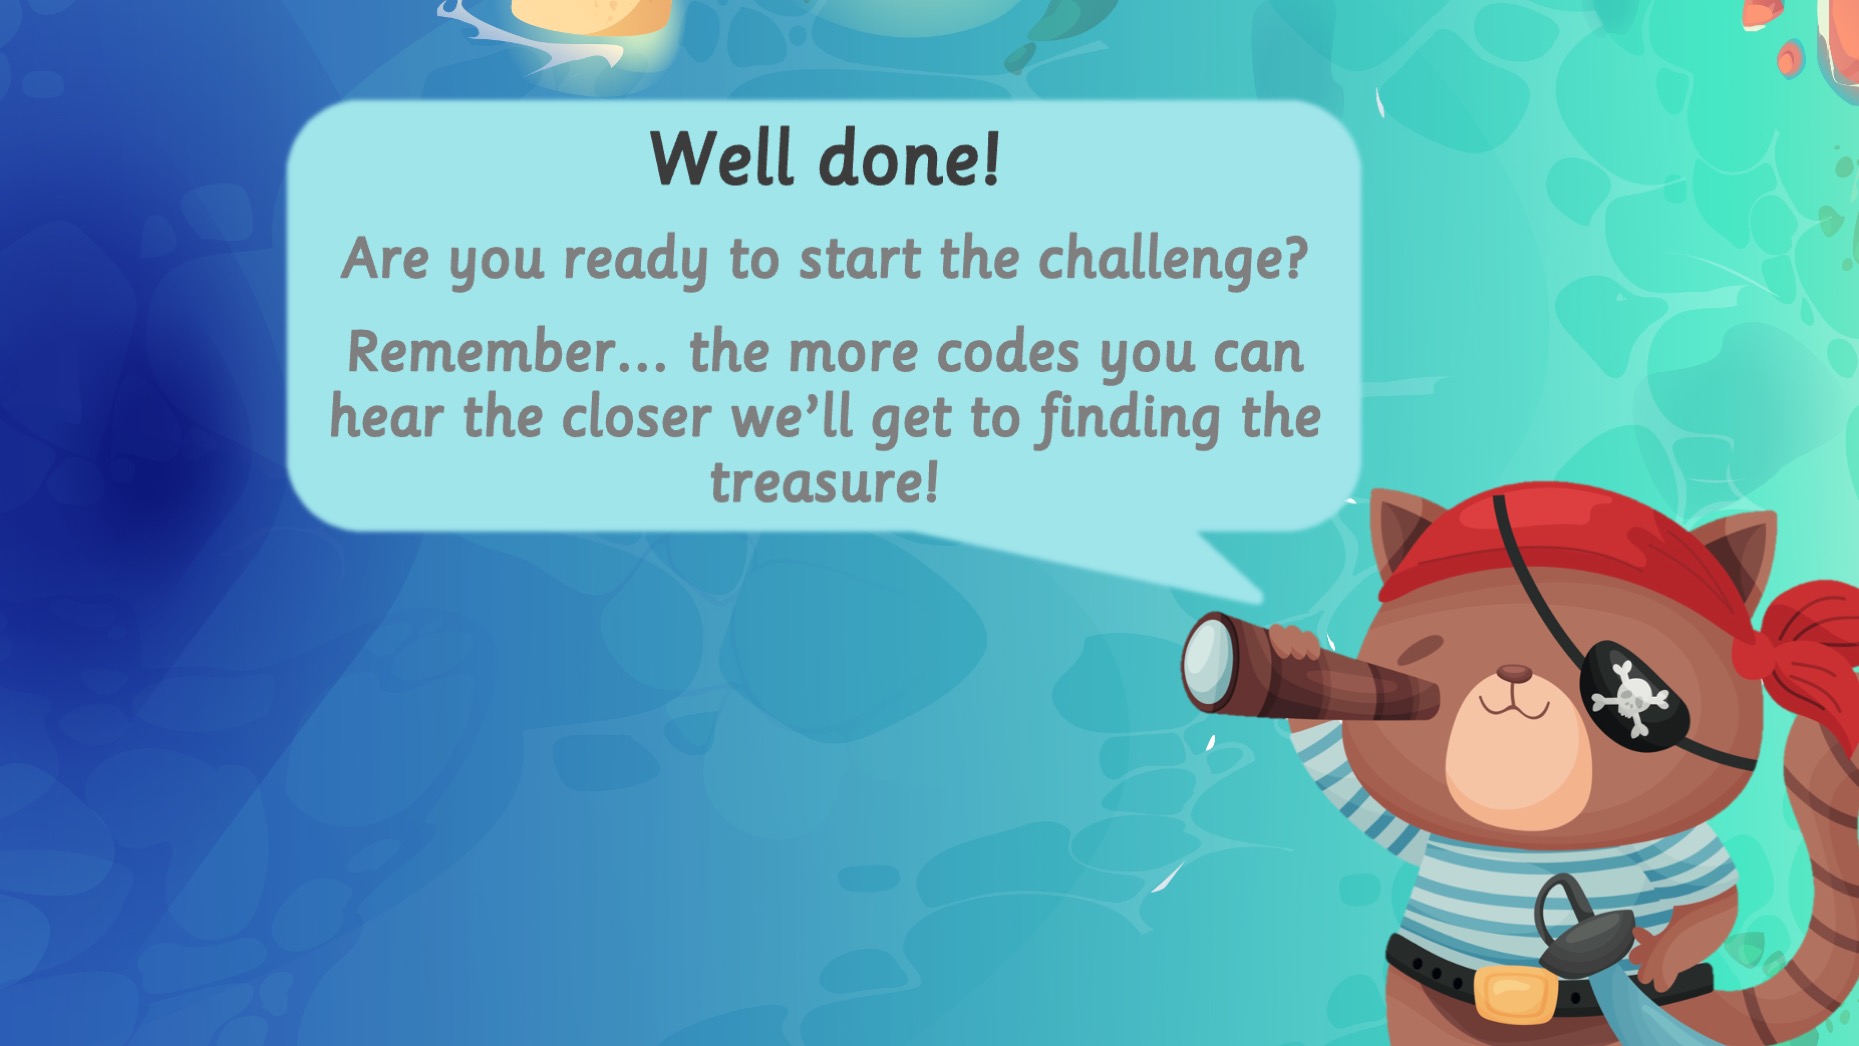 Well done!
Are you ready to start the challenge?
Remember... the more codes you can
hear the closer we’ll get to finding the
treasure!